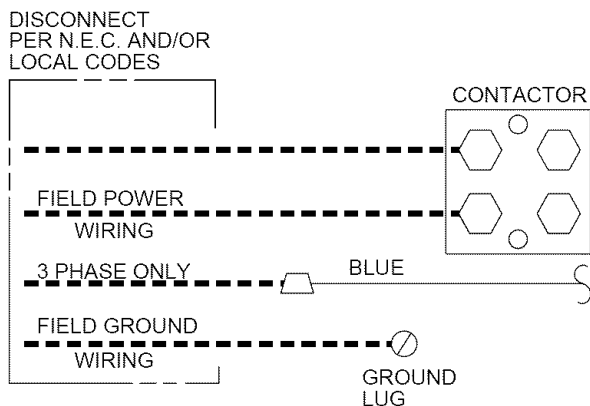 DISCONNECT
PER N.E.C. AND/OR
LOCAL CODES
CONTACTOR
FIELD POWER
WIRING
3 PHASE ONLY
BLUE
FIELD GROUND
WIRING
GROUND
LUG